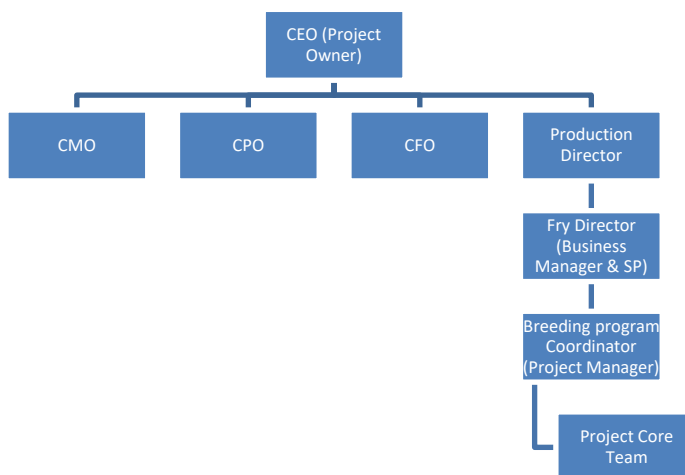 CEO (Project
Owner)
CMO
CPO
CFO
Production
Director
Fry Director
(Business
Manager & SP)
Breeding program
Coordinator
(Project Manager)
Project Core
Team